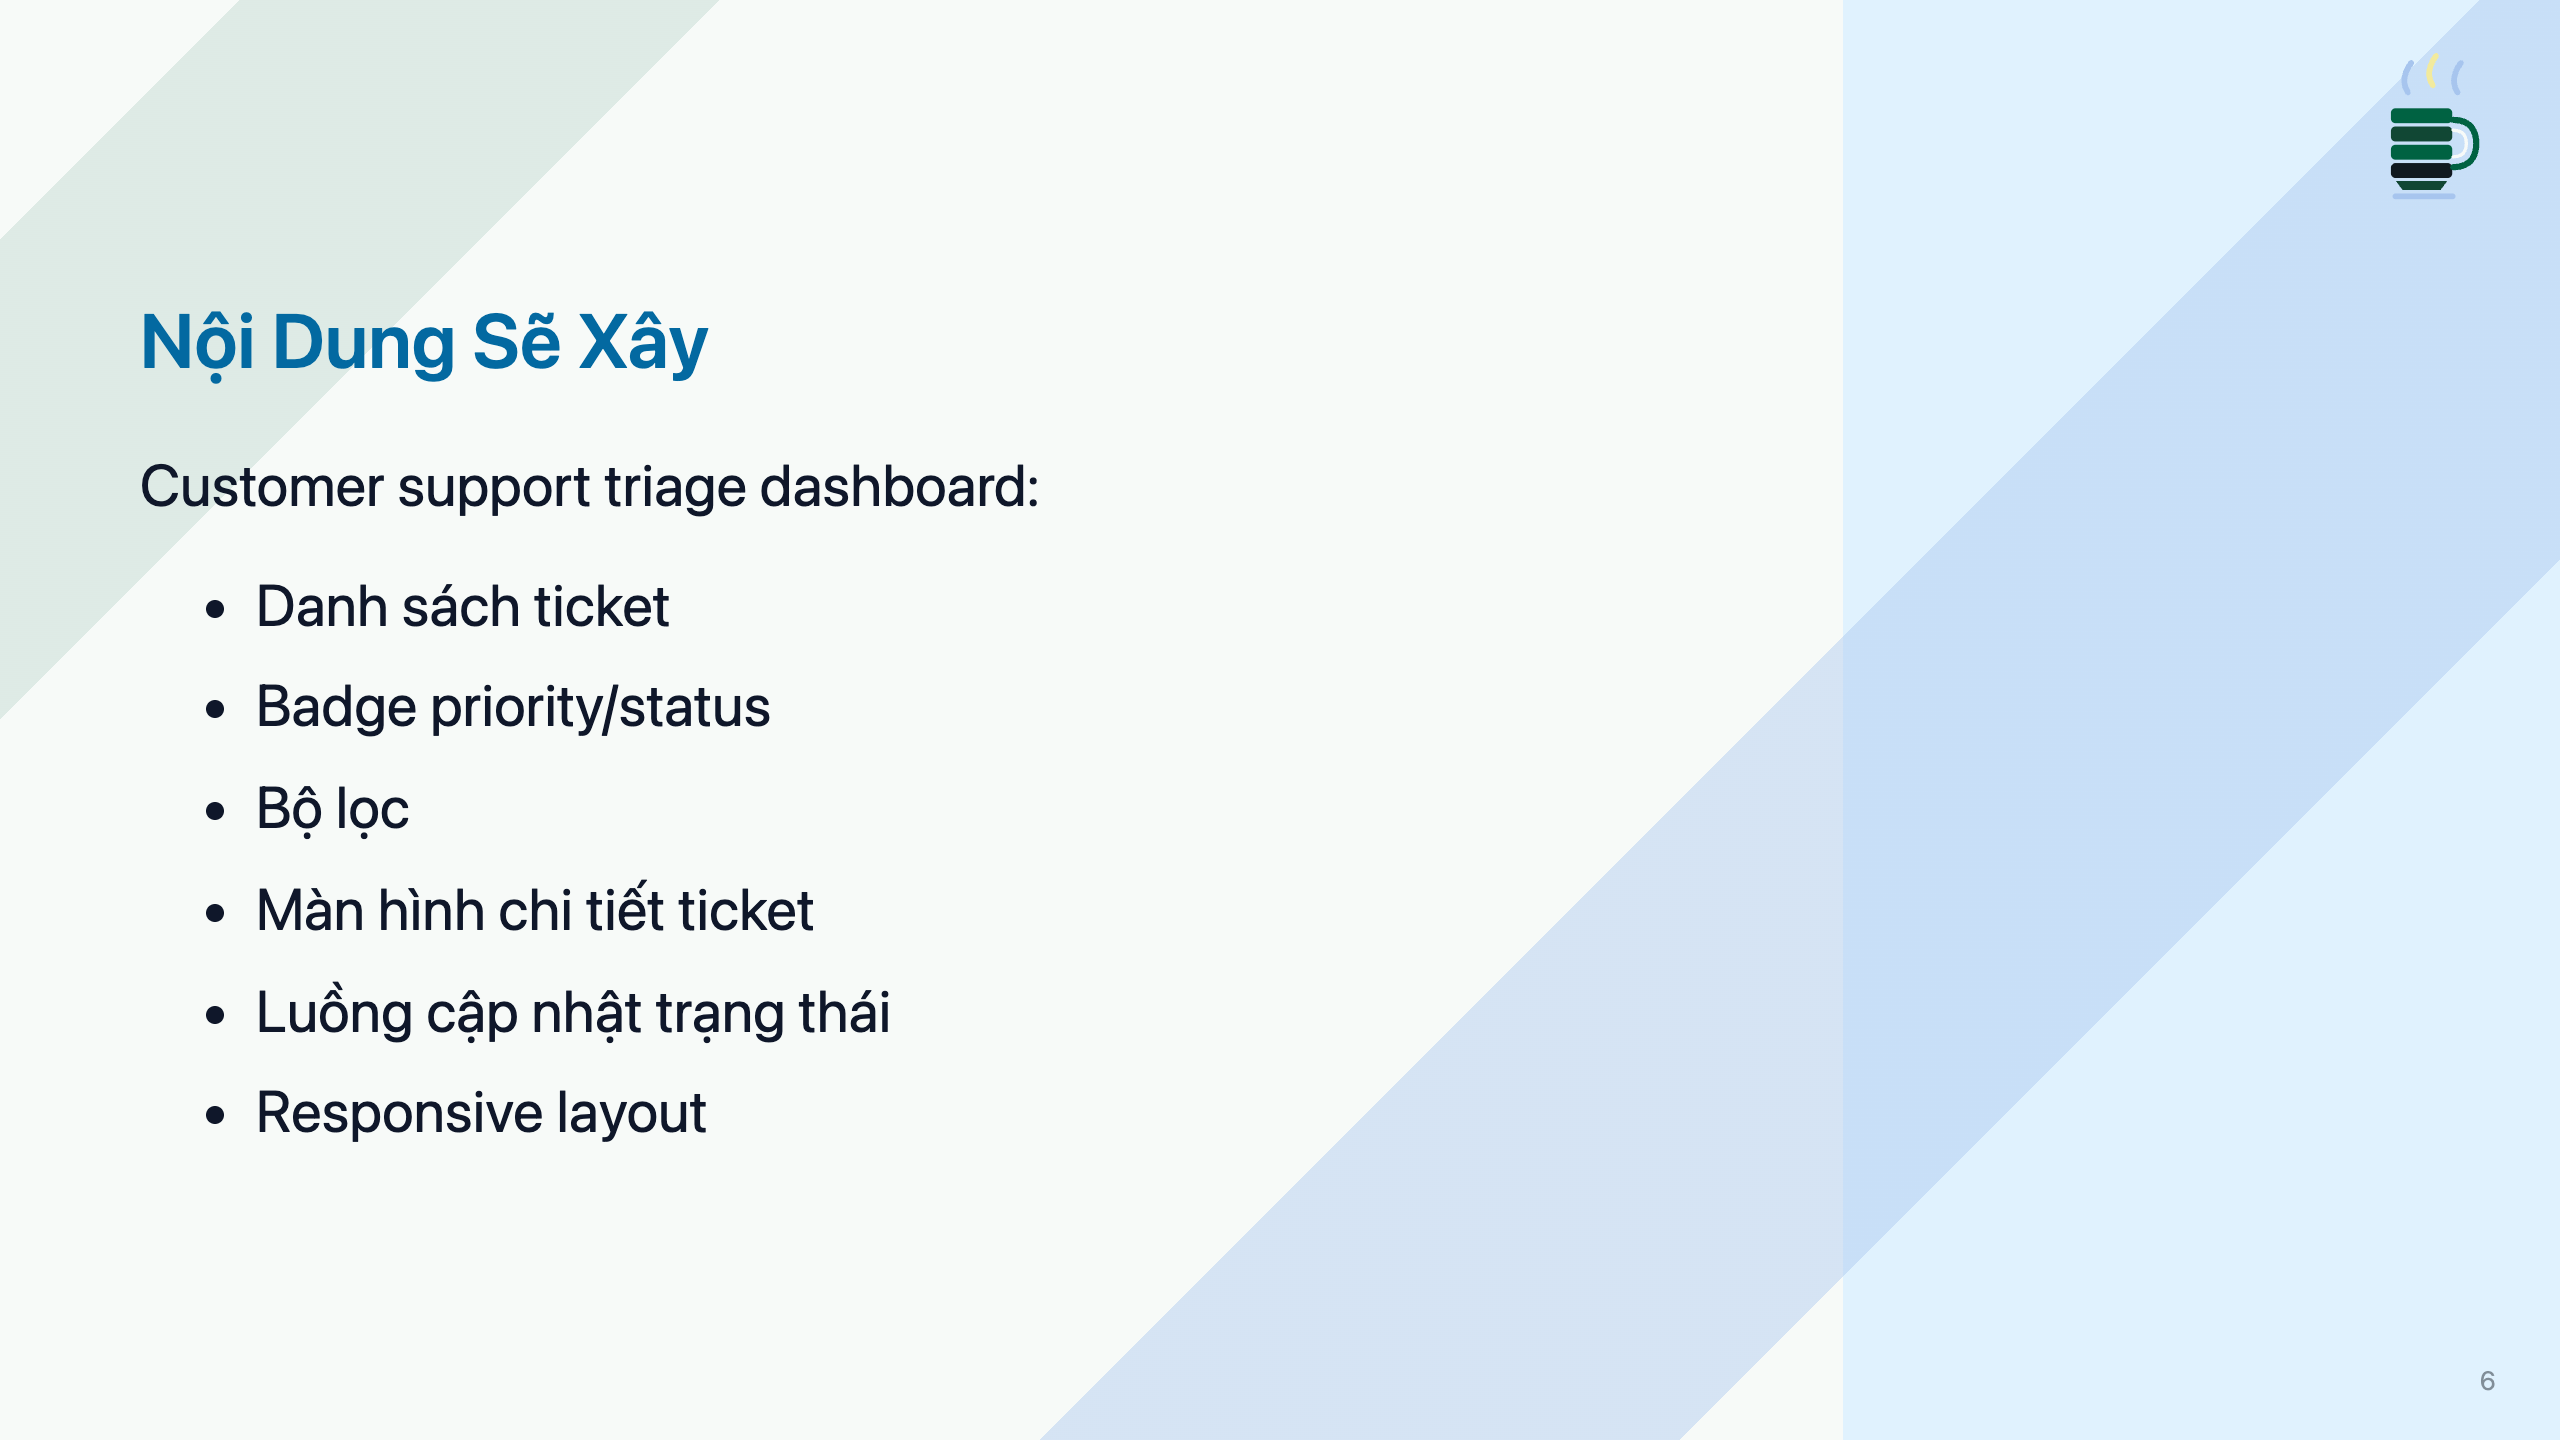 Nội Dung Sẽ Xây
Customer support triage dashboard:
• Danh sách ticket
• Badge priority/status
• Bộ lọc
• Màn hình chi tiết ticket
• Luồng cập nhật trạng thái
• Responsive layout
6